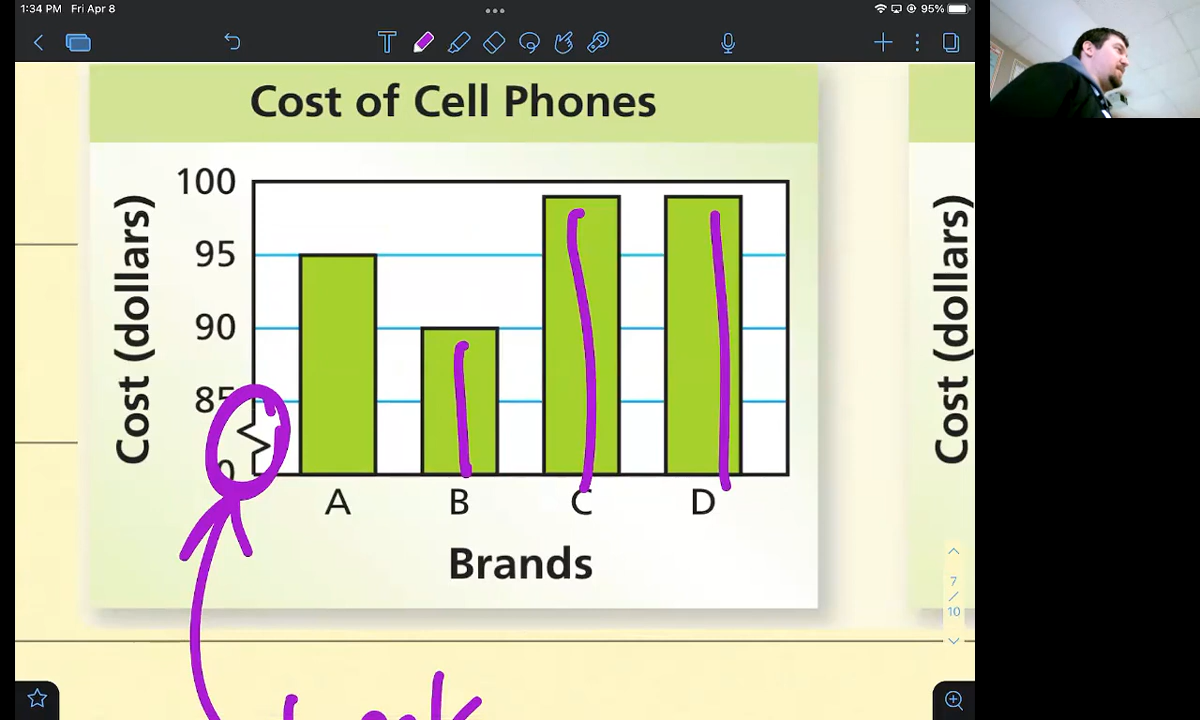 1:34 PM Fri Apr 8
95%
T
Cost of Cell Phones
Cost (dollars)
100
95
90
85
0
A B C D
Brands
Cost (dollars)
7
/
10